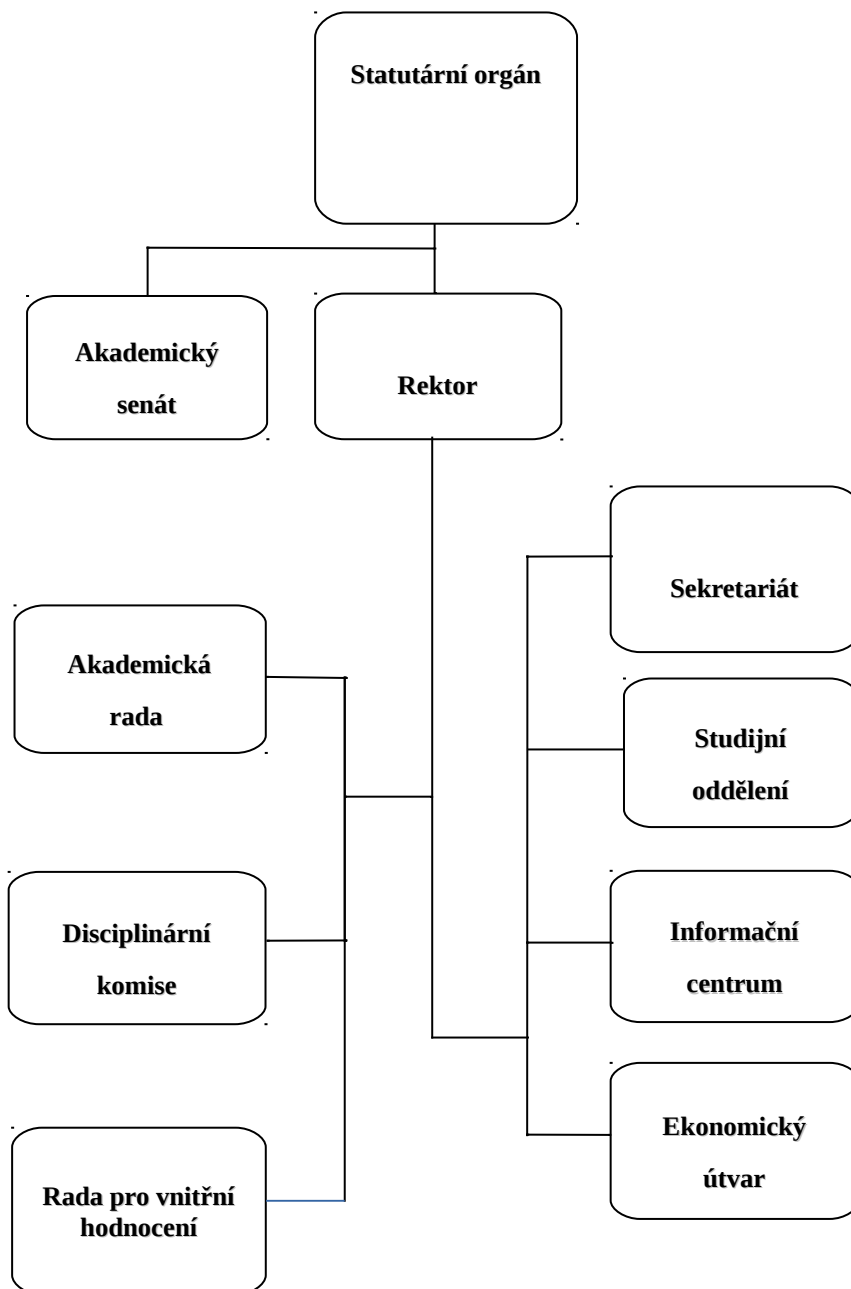 Statutární orgán
Akademický
senát
Rektor
Sekretariát
Akademická
rada
Studijní
oddělení
Disciplinární
komise
Informační
centrum
Ekonomický
útvar
Rada pro vnitřní
hodnocení